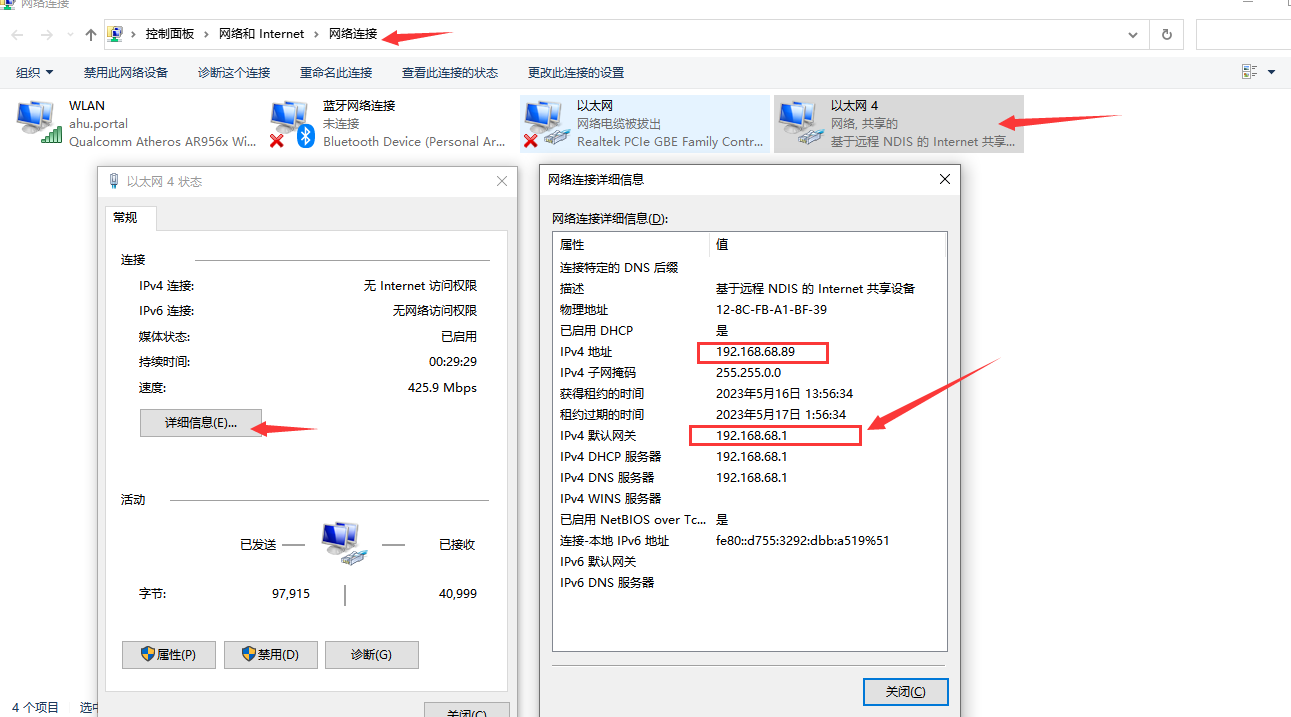 网络连接
控制面板 › 网络和 Internet › 网络连接
组织 禁用此网络设备 诊断这个连接 重命名此连接 查看此连接的状态 更改此连接的设置
WLAN
ahu.portal
Qualcomm Atheros AR956x Wi...
蓝牙网络连接
未连接
Bluetooth Device (Personal Ar...
以太网
网络电缆被拔出
Realtek PCIe GBE Family Contr...
以太网 4
网络, 共享的
基于远程 NDIS 的 Internet 共享...
以太网 4 状态
常规
连接
IPv4 连接: 无 Internet 访问权限
IPv6 连接: 无网络访问权限
媒体状态: 已启用
持续时间: 00:29:29
速度: 425.9 Mbps
详细信息(E)...
活动
已发送 已接收
字节: 97,915 40,999
属性(P) 禁用(D) 诊断(G)
关闭(C)
网络连接详细信息
网络连接详细信息(D):
属性 值
连接特定的 DNS 后缀
描述 基于远程 NDIS 的 Internet 共享设备
物理地址 12-8C-FB-A1-BF-39
已启用 DHCP 是
IPv4 地址 192.168.68.89
IPv4 子网掩码 255.255.0.0
获得租约的时间 2023年5月16日 13:56:34
租约过期的时间 2023年5月17日 1:56:34
IPv4 默认网关 192.168.68.1
IPv4 DHCP 服务器 192.168.68.1
IPv4 DNS 服务器 192.168.68.1
IPv4 WINS 服务器
已启用 NetBIOS over Tc... 是
连接-本地 IPv6 地址 fe80::d755:3292:dbb:a519%51
IPv6 默认网关
IPv6 DNS 服务器
关闭(C)
4 个项目 选中